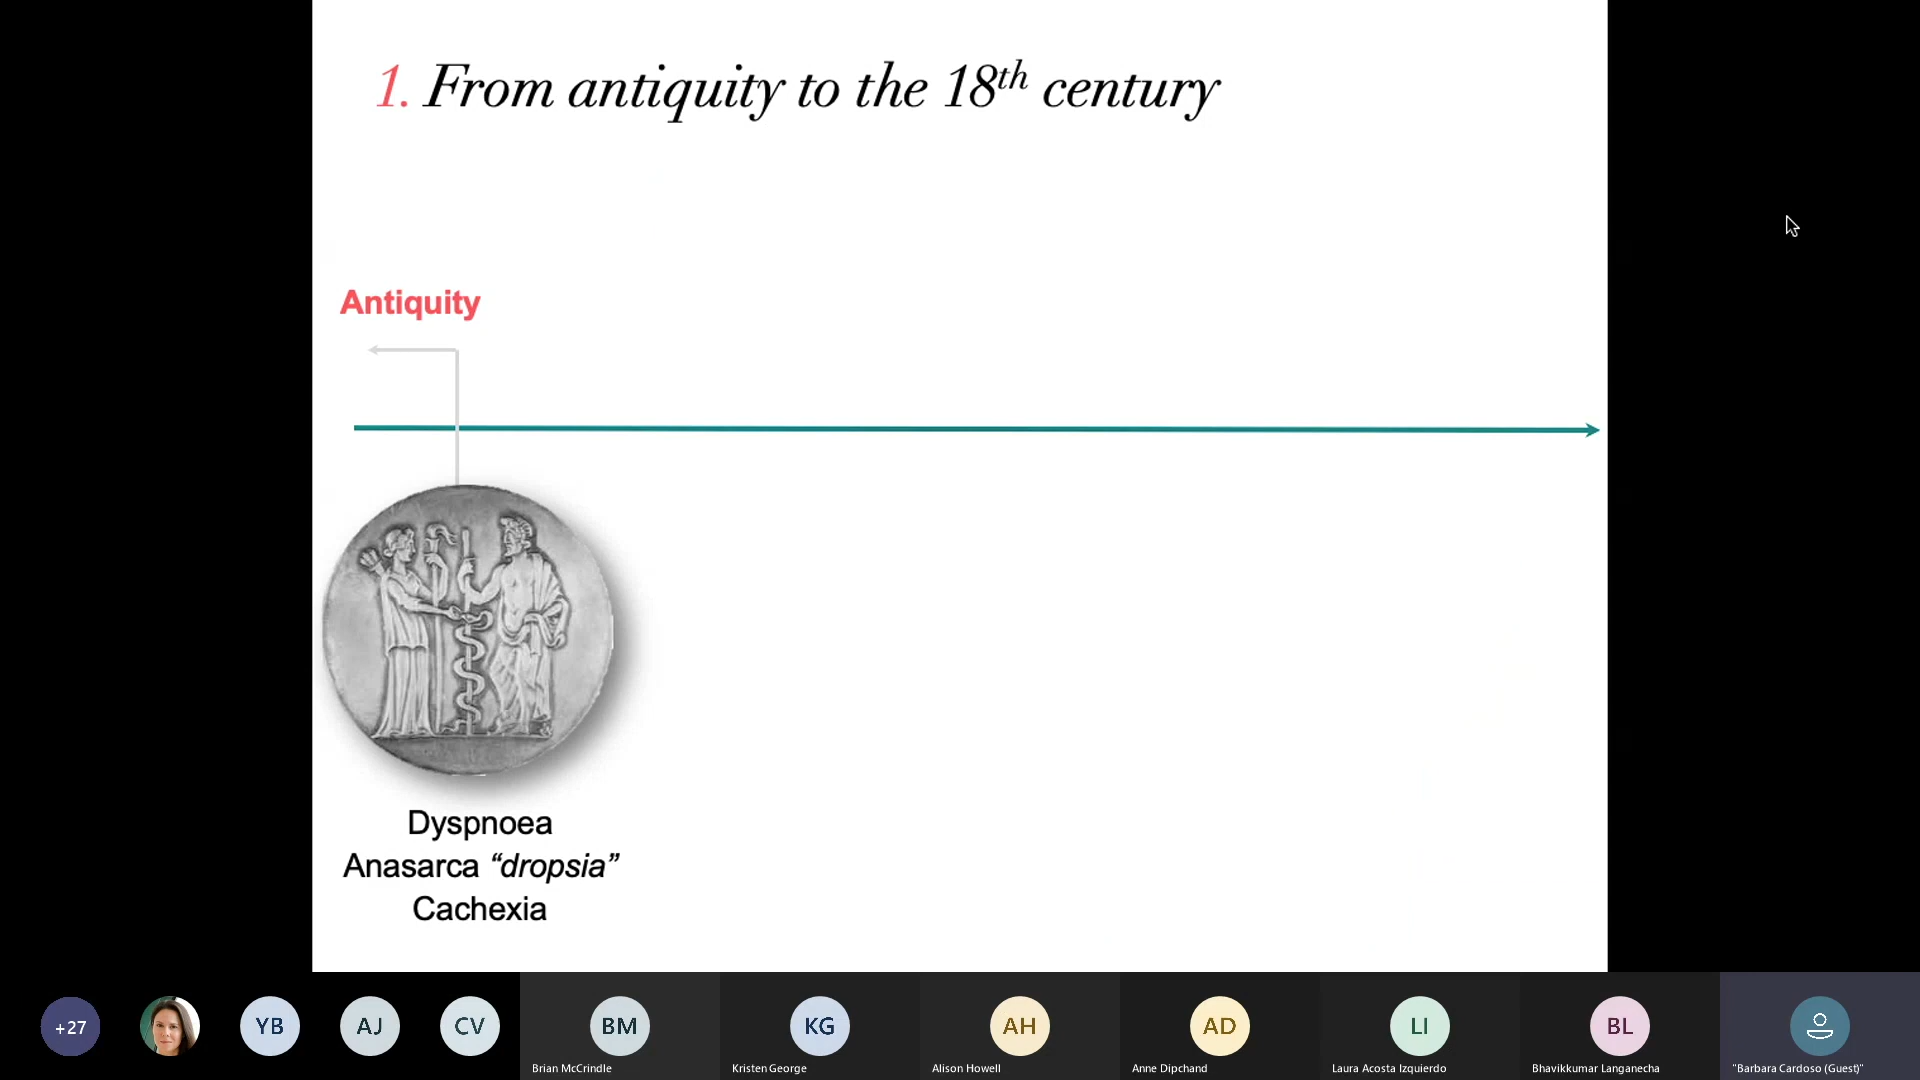 1. From antiquity to the 18th century
Antiquity
Dyspnoea
Anasarca “dropsia”
Cachexia
+27
YB
AJ
CV
BM
KG
AH
AD
LI
BL
Brian McCrindle
Kristen George
Alison Howell
Anne Dipchand
Laura Acosta Izquierdo
Bhavikkumar Langanecha
"Barbara Cardoso (Guest)"